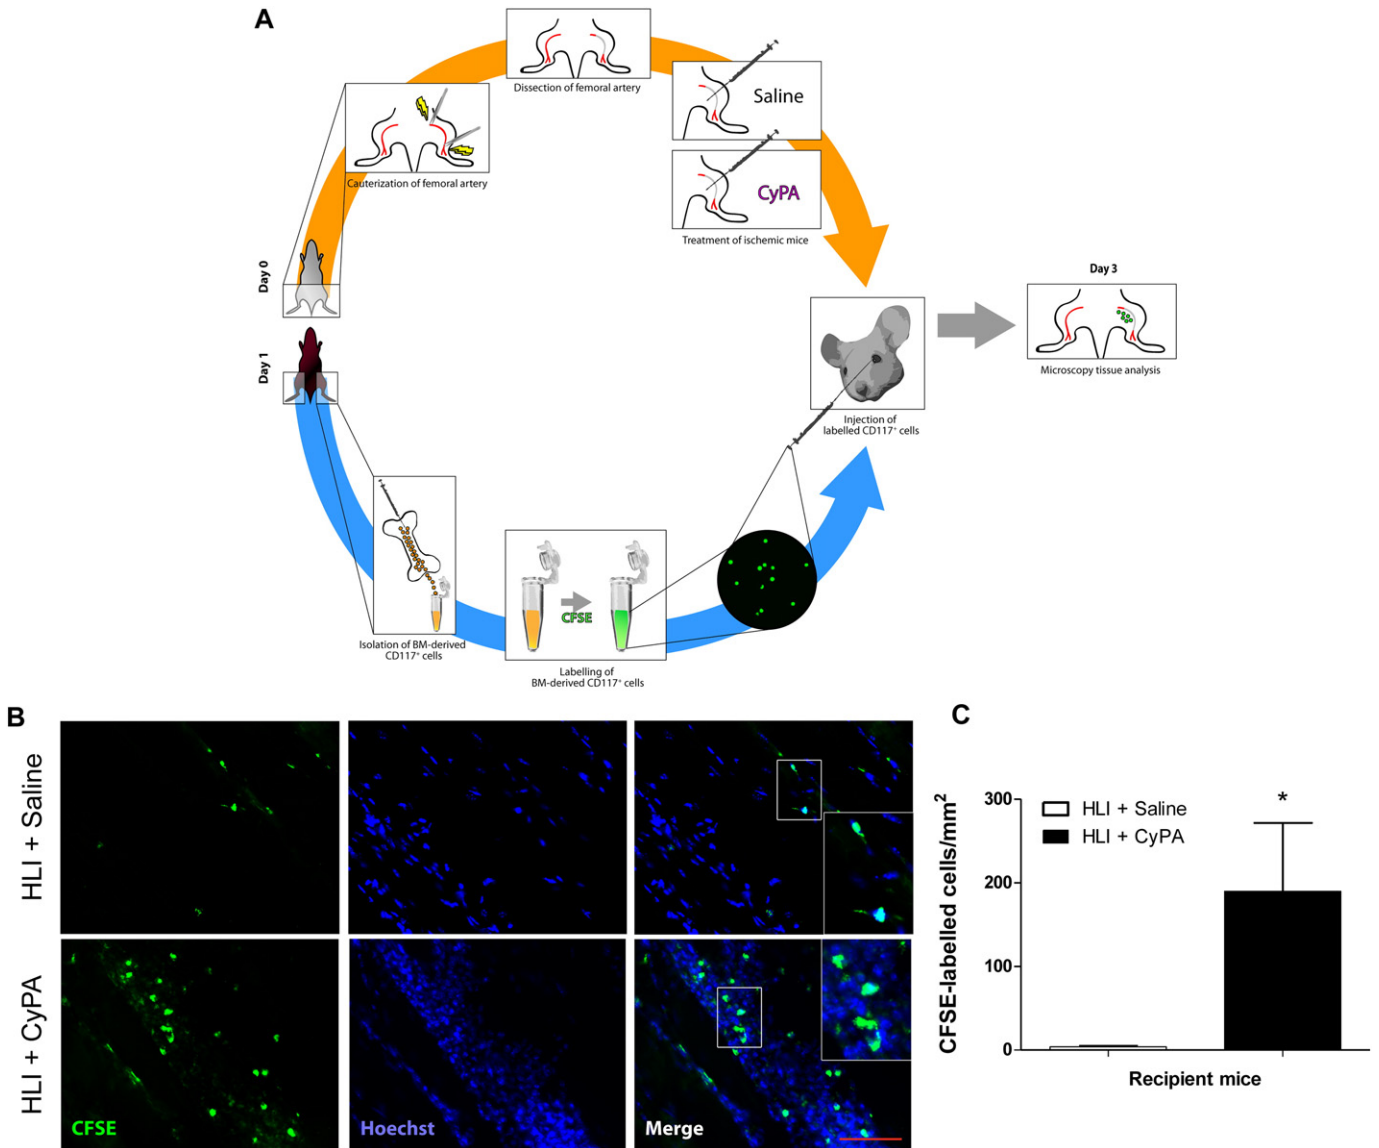 A
Dissection of femoral artery
Saline
Cauterization of femoral artery
CyPA
Treatment of ischemic mice
Day 0
Day 3
Day 1
Microscopy tissue analysis
Injection of
labelled CD117⁺ cells
CFSE
Isolation of BM-derived
CD117⁺ cells
Labelling of
BM-derived CD117⁺ cells
B
HLI + Saline
HLI + CyPA
CFSE
Hoechst
Merge
C
CFSE-labelled cells/mm²
300
200
100
0
HLI + Saline
HLI + CyPA
*
Recipient mice